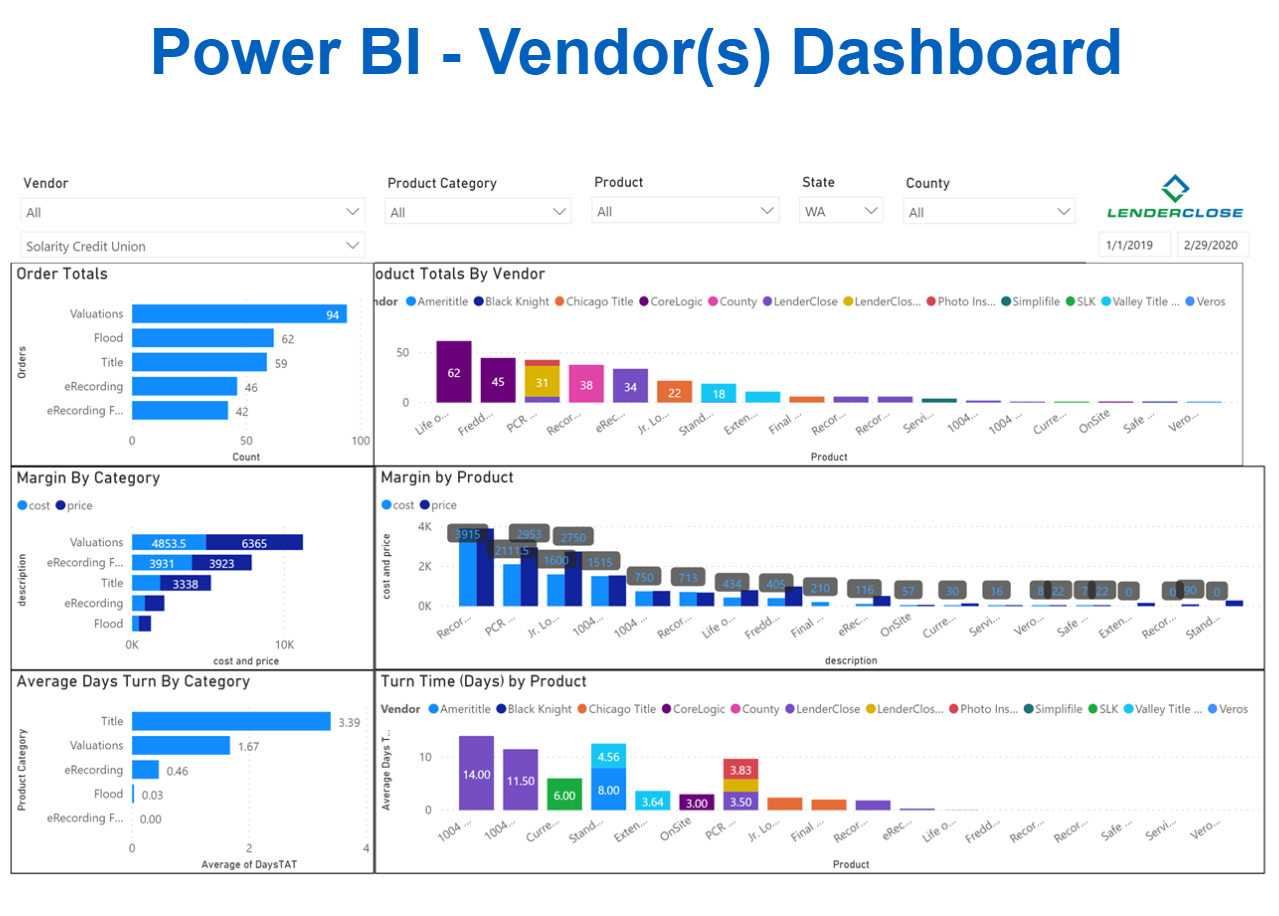 Power BI - Vendor(s) Dashboard
Vendor
Product Category
Product
State
County
All
All
All
WA
All
LENDERCLOSE
Solarity Credit Union
1/1/2019
2/29/2020
Order Totals
Orders
Valuations
94
Flood
62
Title
59
eRecording
46
eRecording F...
42
0
50
100
Count
oduct Totals By Vendor
ndor
Amerititle
Black Knight
Chicago Title
CoreLogic
County
LenderClose
LenderClos...
Photo Ins...
Simplifile
SLK
Valley Title ...
Veros
50
0
62
45
31
38
34
22
18
Life o...
Fredd...
PCR ...
Recor...
eRec...
Jr. Lo...
Stand...
Exten...
Final ...
Recor...
Recor...
Servi...
1004...
1004 ...
Curre...
OnSite
Safe ...
Vero...
Product
Margin By Category
cost
price
description
Valuations
4853.5
6365
eRecording F...
3931
3923
Title
3338
eRecording
Flood
0K
10K
cost and price
Margin by Product
cost
price
cost and price
4K
2K
0K
3915
2111.5
2953
1600
2750
1515
750
713
434
405
210
116
57
30
16
8
22
7
22
0
0
90
0
Recor...
PCR ...
Jr. Lo...
1004...
1004 ...
Recor...
Life o...
Fredd...
Final ...
eRec...
OnSite
Curre...
Servi...
Vero...
Safe ...
Exten...
Recor...
Stand...
description
Average Days Turn By Category
Product Category
Title
3.39
Valuations
1.67
eRecording
0.46
Flood
0.03
eRecording F...
0.00
0
2
4
Average of DaysTAT
Turn Time (Days) by Product
Vendor
Amerititle
Black Knight
Chicago Title
CoreLogic
County
LenderClose
LenderClos...
Photo Ins...
Simplifile
SLK
Valley Title ...
Veros
Average Days T...
10
0
14.00
11.50
6.00
4.56
8.00
3.64
3.00
3.83
3.50
1004 ...
1004...
Curre...
Stand...
Exten...
OnSite
PCR ...
Jr. Lo...
Final ...
Recor...
eRec...
Life o...
Fredd...
Recor...
Recor...
Safe ...
Servi...
Vero...
Product